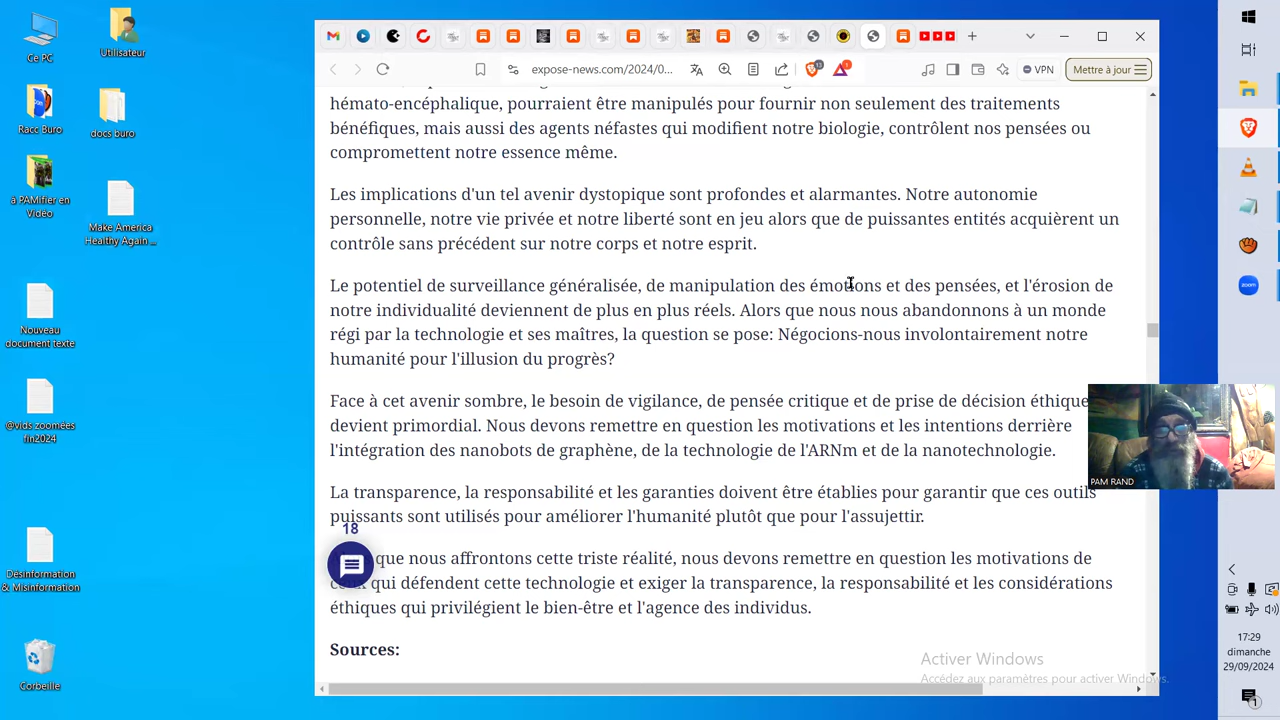 Ce PC
Utilisateur
Racc Buro
docs buro
a PAMifier en
Vidéo
Make America
Healthy Again ...
Nouveau
document texte
@vids zoomées
fin2024
Désinformation
& Misinformation
Corbeille
expose-news.com/2024/0...
VPN
Mettre à jour
hémato-encéphalique, pourraient être manipulés pour fournir non seulement des traitements
bénéfiques, mais aussi des agents néfastes qui modifient notre biologie, contrôlent nos pensées ou
compromettent notre essence même.
Les implications d'un tel avenir dystopique sont profondes et alarmantes. Notre autonomie
personnelle, notre vie privée et notre liberté sont en jeu alors que de puissantes entités acquièrent un
contrôle sans précédent sur notre corps et notre esprit.
Le potentiel de surveillance généralisée, de manipulation des émotions et des pensées, et l'érosion de
notre individualité deviennent de plus en plus réels. Alors que nous nous abandonnons à un monde
régi par la technologie et ses maîtres, la question se pose: Négocions-nous involontairement notre
humanité pour l'illusion du progrès?
Face à cet avenir sombre, le besoin de vigilance, de pensée critique et de prise de décision éthique
devient primordial. Nous devons remettre en question les motivations et les intentions derrière
l'intégration des nanobots de graphène, de la technologie de l'ARNm et de la nanotechnologie.
La transparence, la responsabilité et les garanties doivent être établies pour garantir que ces outils
puissants sont utilisés pour améliorer l'humanité plutôt que pour l'assujettir.
18
que nous affrontons cette triste réalité, nous devons remettre en question les motivations de
qui défendent cette technologie et exiger la transparence, la responsabilité et les considérations
éthiques qui privilégient le bien-être et l'agence des individus.
Sources:
PAM RAND
Activer Windows
Accédez aux paramètres pour activer Windows.
zoom
17:29
dimanche
29/09/2024
1